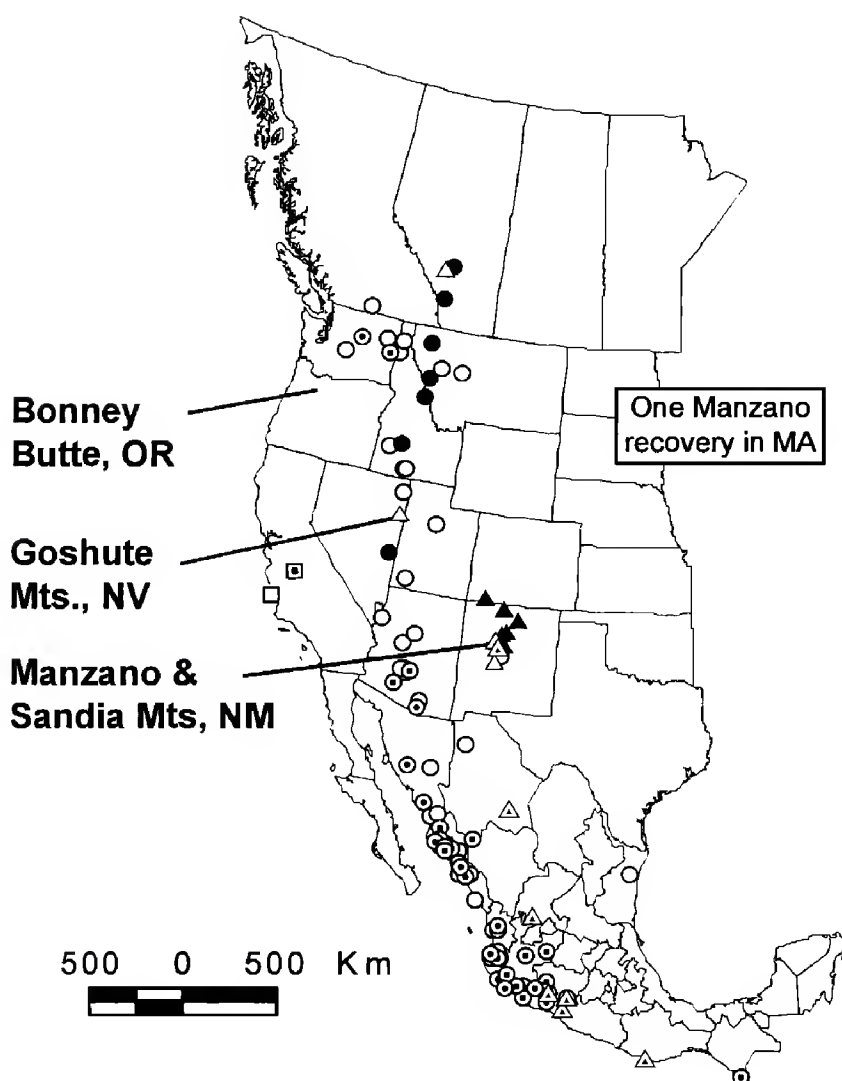 Bonney
Butte, OR
One Manzano
recovery in MA
Goshute
Mts., NV
Manzano &
Sandia Mts, NM
500 0 500 Km